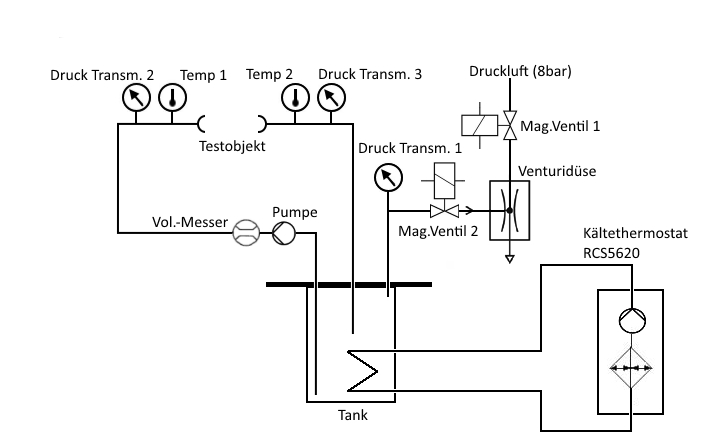 Druck Transm. 2
Temp 1
Temp 2
Druck Transm. 3
Druckluft (8bar)
Mag.Ventil 1
Testobjekt
Druck Transm. 1
Venturidüse
Vol.-Messer
Pumpe
Mag.Ventil 2
Kältethermostat
RCS5620
Tank